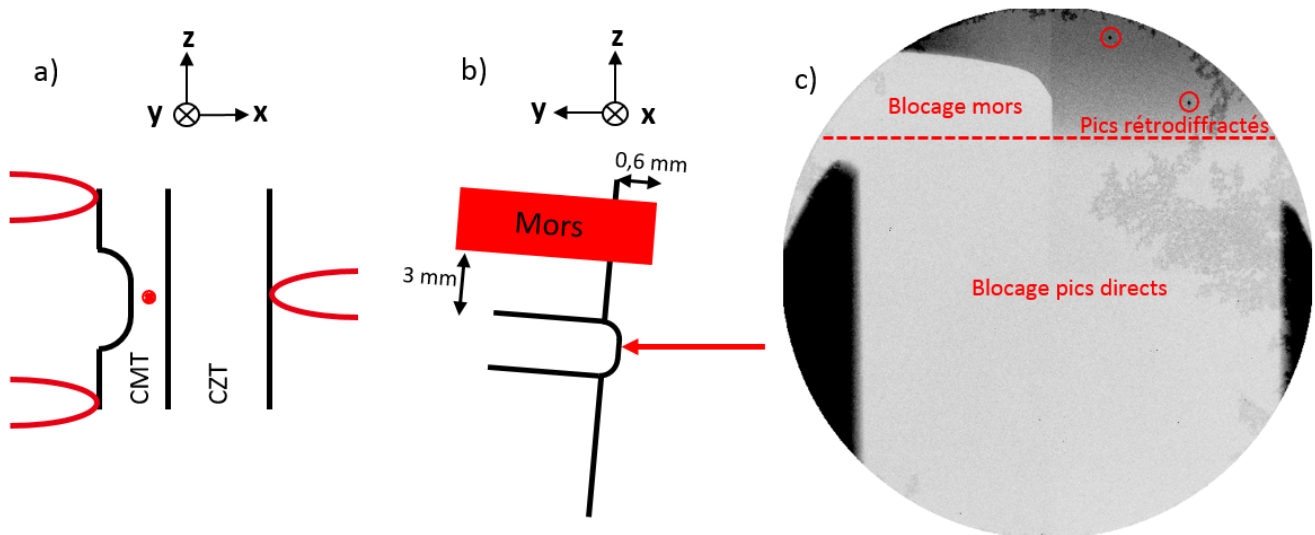 a)
z
y
x
CMT
CZT
b)
z
y
x
0,6 mm
Mors
3 mm
c)
Blocage mors
Pics rétrodiffractés
Blocage pics directs